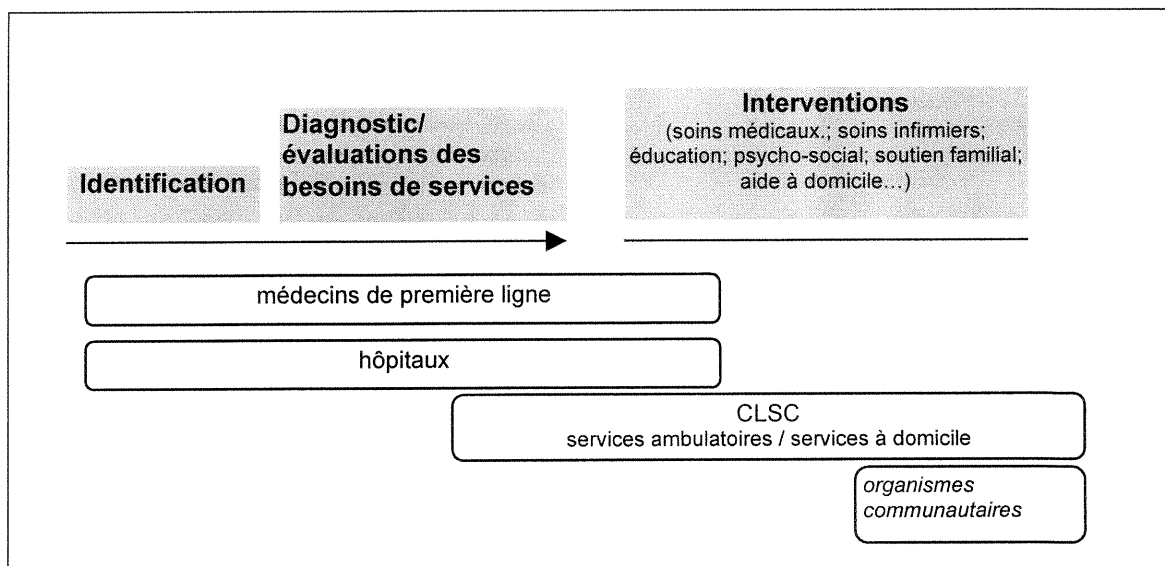 Identification
Diagnostic/
évaluations des
besoins de services
Interventions
(soins médicaux.; soins infirmiers;
éducation; psycho-social; soutien familial;
aide à domicile…)
médecins de première ligne
hôpitaux
CLSC
services ambulatoires / services à domicile
organismes
communautaires